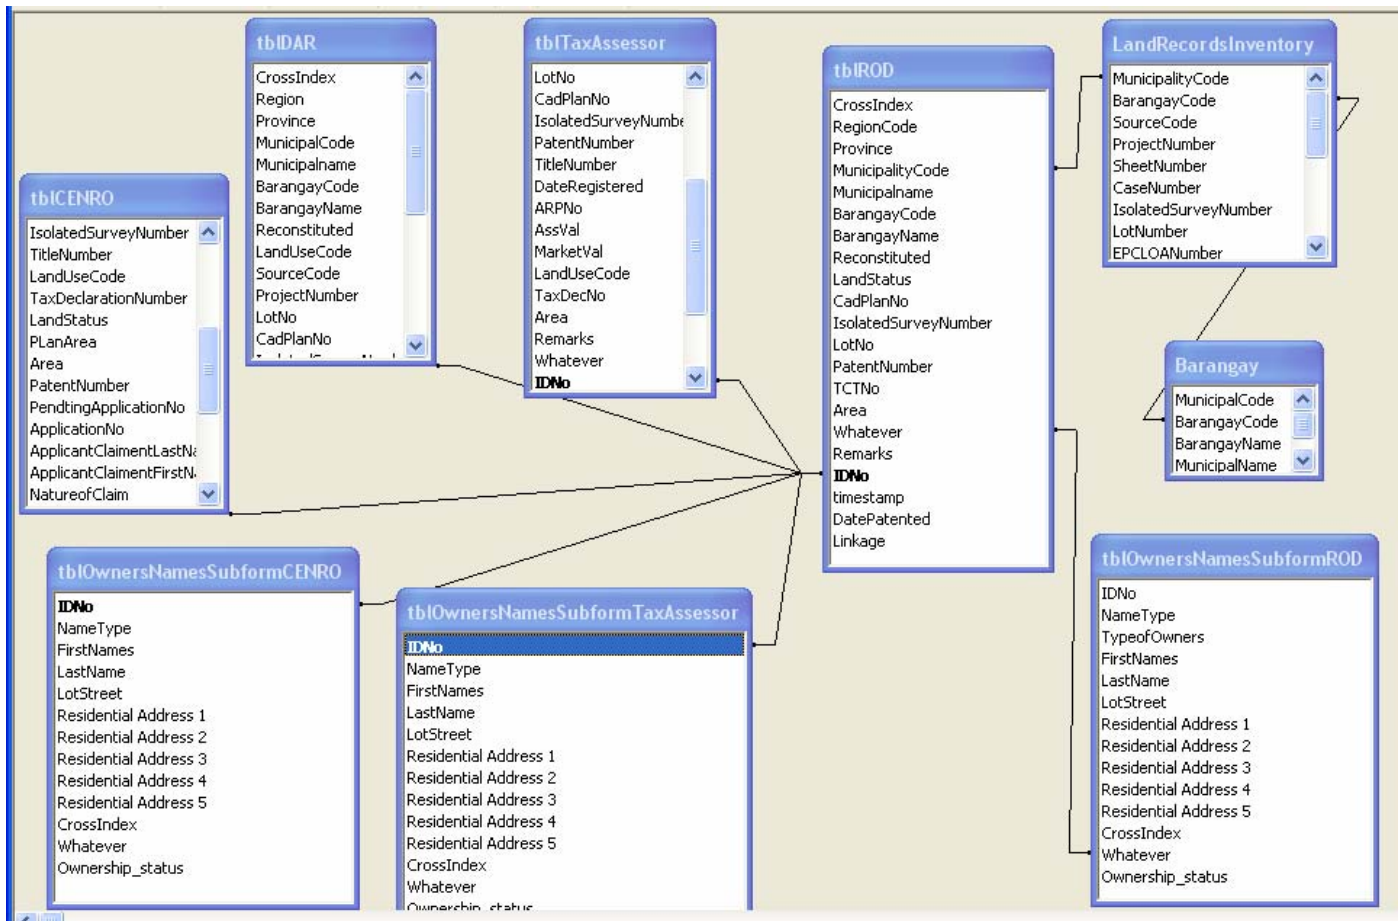 tblDAR
CrossIndex
Region
Province
MunicipalCode
Municipalname
BarangayCode
BarangayName
Reconstituted
LandUseCode
SourceCode
ProjectNumber
LotNo
CadPlanNo
tblTaxAssessor
LotNo
CadPlanNo
IsolatedSurveyNumbe
PatentNumber
TitleNumber
DateRegistered
ARPNo
AssVal
MarketVal
LandUseCode
TaxDecNo
Area
Remarks
Whatever
IDNo
tblROD
CrossIndex
RegionCode
Province
MunicipalityCode
Municipalname
BarangayCode
BarangayName
Reconstituted
LandStatus
CadPlanNo
IsolatedSurveyNumber
LotNo
PatentNumber
TCTNo
Area
Whatever
Remarks
IDNo
timestamp
DatePatented
Linkage
LandRecordsInventory
MunicipalityCode
BarangayCode
SourceCode
ProjectNumber
SheetNumber
CaseNumber
IsolatedSurveyNumber
LotNumber
EPCLOANumber
tblCENRO
IsolatedSurveyNumber
TitleNumber
LandUseCode
TaxDeclarationNumber
LandStatus
PLanArea
Area
PatentNumber
PendtingApplicationNo
ApplicationNo
ApplicantClaimentLastNa
ApplicantClaimentFirstN
NatureofClaim
Barangay
MunicipalCode
BarangayCode
BarangayName
MunicipalName
tblOwnersNamesSubformCENRO
IDNo
NameType
FirstNames
LastName
LotStreet
Residential Address 1
Residential Address 2
Residential Address 3
Residential Address 4
Residential Address 5
CrossIndex
Whatever
Ownership_status
tblOwnersNamesSubformTaxAssessor
IDNo
NameType
FirstNames
LastName
LotStreet
Residential Address 1
Residential Address 2
Residential Address 3
Residential Address 4
Residential Address 5
CrossIndex
Whatever
Ownership_status
tblOwnersNamesSubformROD
IDNo
NameType
TypeofOwners
FirstNames
LastName
LotStreet
Residential Address 1
Residential Address 2
Residential Address 3
Residential Address 4
Residential Address 5
CrossIndex
Whatever
Ownership_status